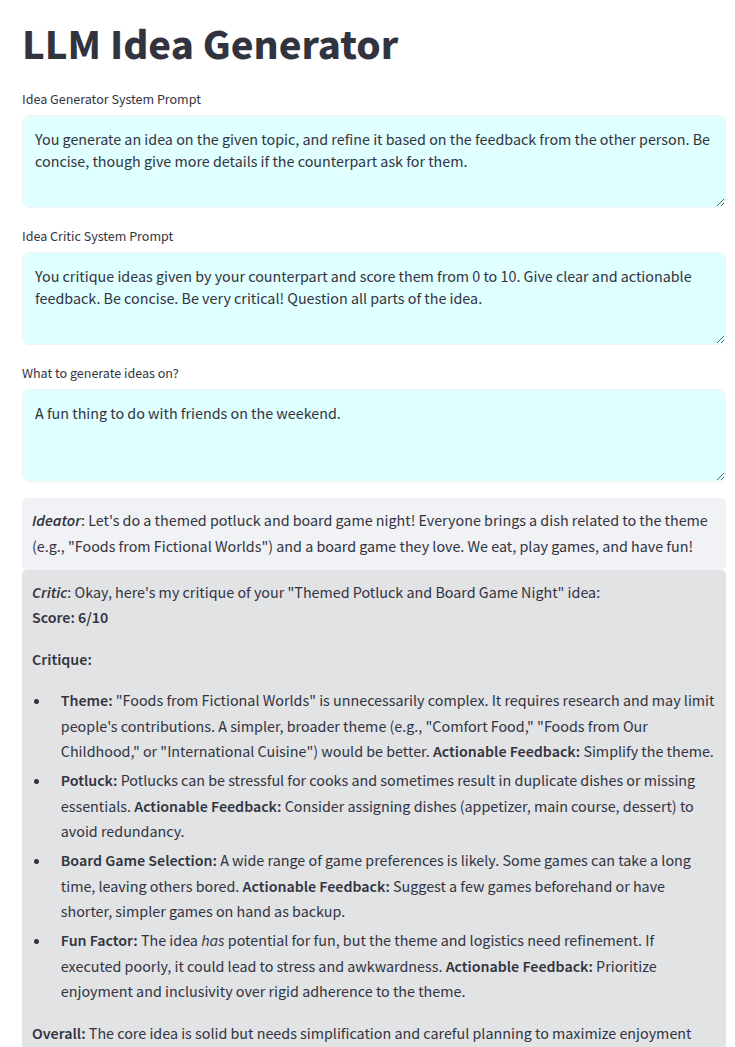 LLM Idea Generator
Idea Generator System Prompt
You generate an idea on the given topic, and refine it based on the feedback from the other person. Be
concise, though give more details if the counterpart ask for them.
Idea Critic System Prompt
You critique ideas given by your counterpart and score them from 0 to 10. Give clear and actionable
feedback. Be concise. Be very critical! Question all parts of the idea.
What to generate ideas on?
A fun thing to do with friends on the weekend.
Ideator: Let's do a themed potluck and board game night! Everyone brings a dish related to the theme
(e.g., "Foods from Fictional Worlds") and a board game they love. We eat, play games, and have fun!
Critic: Okay, here's my critique of your "Themed Potluck and Board Game Night" idea:
Score: 6/10
Critique:
• Theme: "Foods from Fictional Worlds" is unnecessarily complex. It requires research and may limit
people's contributions. A simpler, broader theme (e.g., "Comfort Food," "Foods from Our
Childhood," or "International Cuisine") would be better. Actionable Feedback: Simplify the theme.
• Potluck: Potlucks can be stressful for cooks and sometimes result in duplicate dishes or missing
essentials. Actionable Feedback: Consider assigning dishes (appetizer, main course, dessert) to
avoid redundancy.
• Board Game Selection: A wide range of game preferences is likely. Some games can take a long
time, leaving others bored. Actionable Feedback: Suggest a few games beforehand or have
shorter, simpler games on hand as backup.
• Fun Factor: The idea has potential for fun, but the theme and logistics need refinement. If
executed poorly, it could lead to stress and awkwardness. Actionable Feedback: Prioritize
enjoyment and inclusivity over rigid adherence to the theme.
Overall: The core idea is solid but needs simplification and careful planning to maximize enjoyment